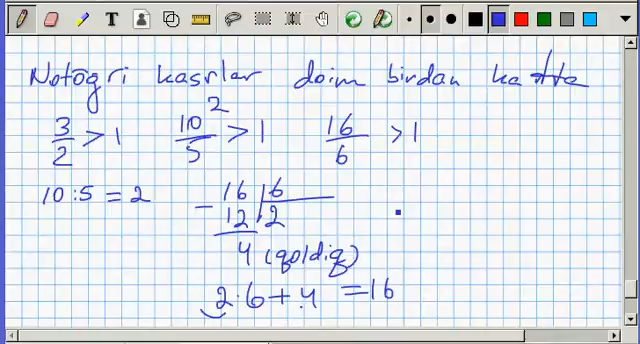 Notōgri kasrlar doim birdan katta
3/2 > 1 10/5 2 > 1 16/6 > 1
10:5 = 2
- 16 | 6
12 | 2
4 (qoldiq)
2·6+4 = 16